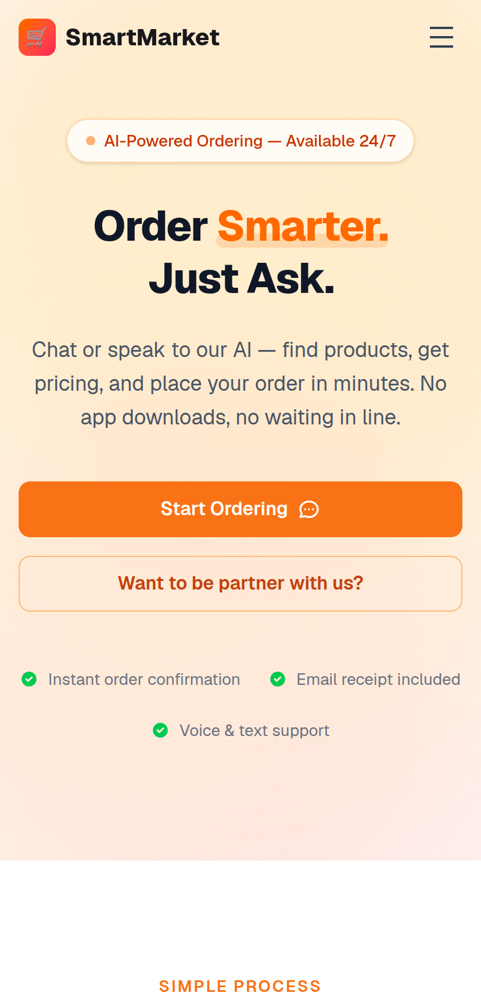 SmartMarket
AI-Powered Ordering — Available 24/7
Order Smarter.
Just Ask.
Chat or speak to our AI — find products, get
pricing, and place your order in minutes. No
app downloads, no waiting in line.
Start Ordering
Want to be partner with us?
Instant order confirmation
Email receipt included
Voice & text support
SIMPLE PROCESS